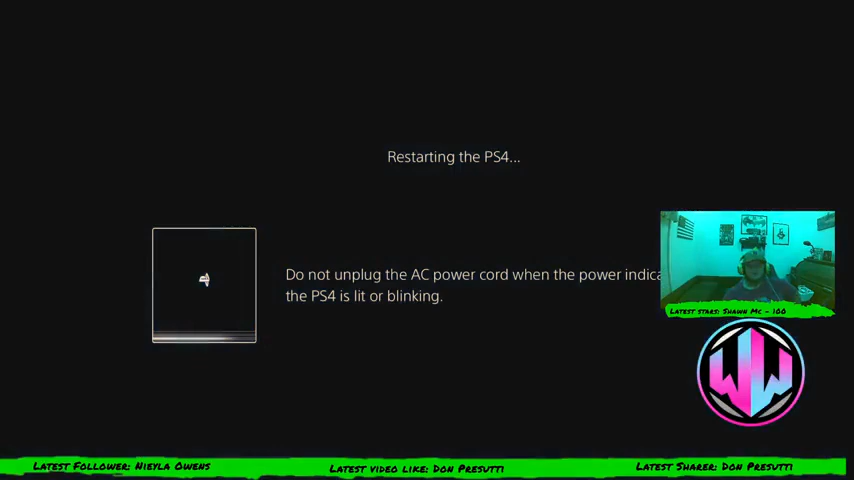 Restarting the PS4...
Do not unplug the AC power cord when the power indica
the PS4 is lit or blinking.
Latest stars: Shawn Mc - 100
WW
Latest Follower: Nieyla Owens
Latest video like: Don Presutti
Latest Sharer: Don Presutti